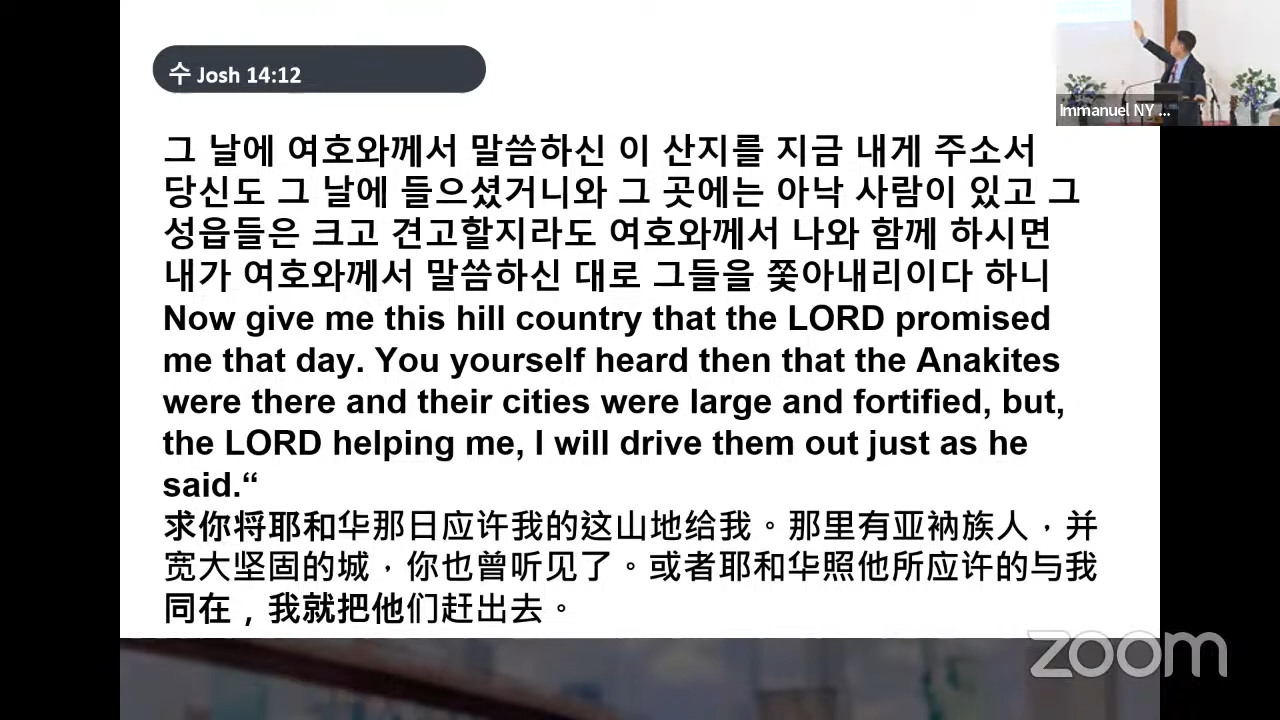 수 Josh 14:12
Immanuel NY ...
그 날에 여호와께서 말씀하신 이 산지를 지금 내게 주소서
당신도 그 날에 들으셨거니와 그 곳에는 아낙 사람이 있고 그
성읍들은 크고 견고할지라도 여호와께서 나와 함께 하시면
내가 여호와께서 말씀하신 대로 그들을 쫓아내리이다 하니
Now give me this hill country that the LORD promised
me that day. You yourself heard then that the Anakites
were there and their cities were large and fortified, but,
the LORD helping me, I will drive them out just as he
said.“
求你将耶和华那日应许我的这山地给我。那里有亚衲族人，并
宽大坚固的城，你也曾听见了。或者耶和华照他所应许的与我
同在，我就把他们赶出去。
zoom